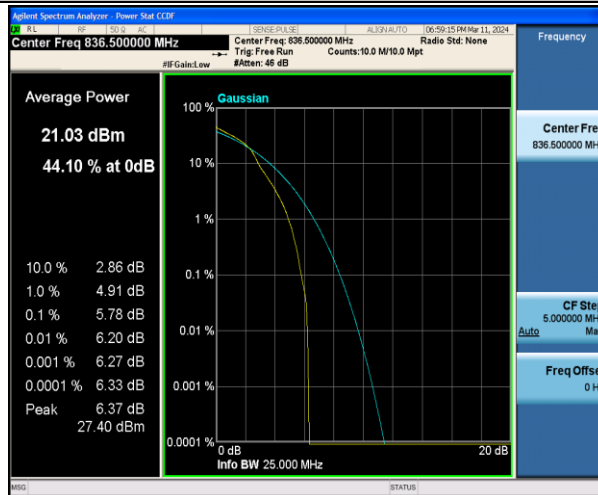 Agilent Spectrum Analyzer - Power Stat CCDF
RL RF 50 Ω AC SENSE:PULSE ALIGNAUTO 06:59:15 PM Mar 11, 2024
Center Freq 836.500000 MHz
Center Freq: 836.500000 MHz Radio Std: None
Trig: Free Run Counts:10.0 M/10.0 Mpt
#IFGain:Low #Atten: 46 dB
Frequency
Average Power
21.03 dBm
44.10 % at 0dB
10.0 % 2.86 dB
1.0 % 4.91 dB
0.1 % 5.78 dB
0.01 % 6.20 dB
0.001 % 6.27 dB
0.0001 % 6.33 dB
Peak 6.37 dB
27.40 dBm
Gaussian
100 %
10 %
1 %
0.1 %
0.01 %
0.001 %
0.0001 %
0 dB 20 dB
Info BW 25.000 MHz
Center Fre
836.500000 MH
CF Ste
5.000000 MH
Auto Ma
Freq Offse
0 H
MSG STATUS